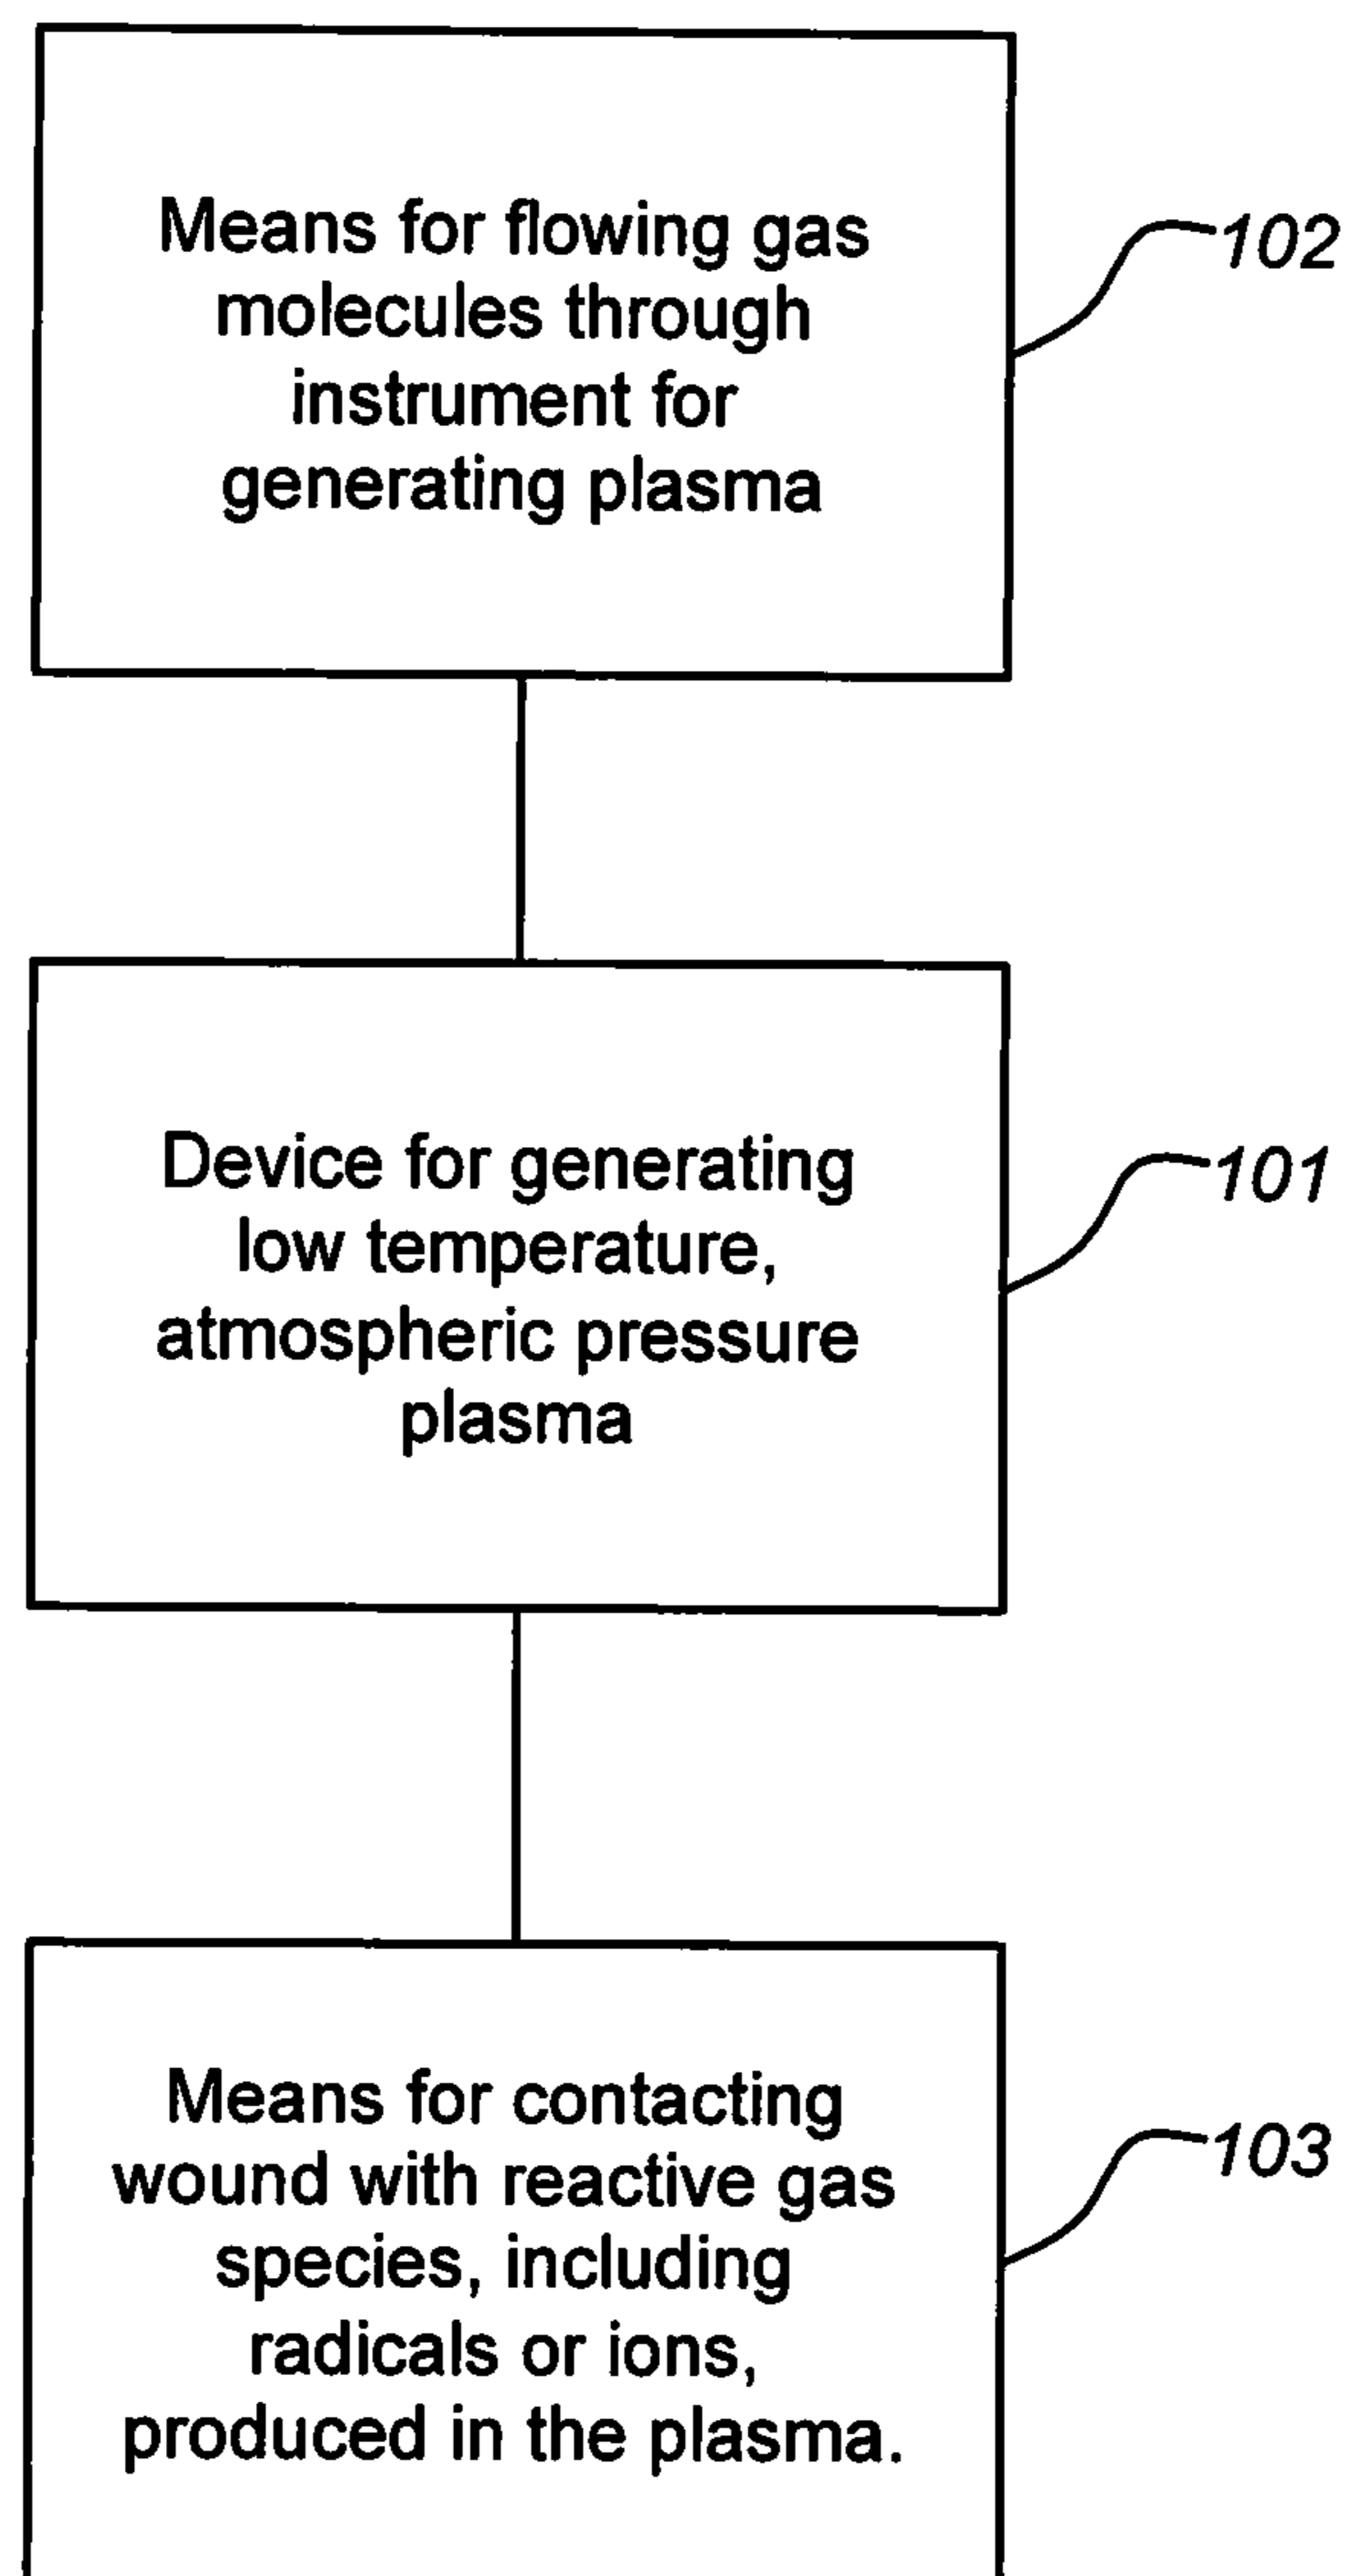 Means for flowing gas
molecules through
instrument for
generating plasma
102
Device for generating
low temperature,
atmospheric pressure
plasma
101
Means for contacting
wound with reactive gas
species, including
radicals or ions,
produced in the plasma.
103